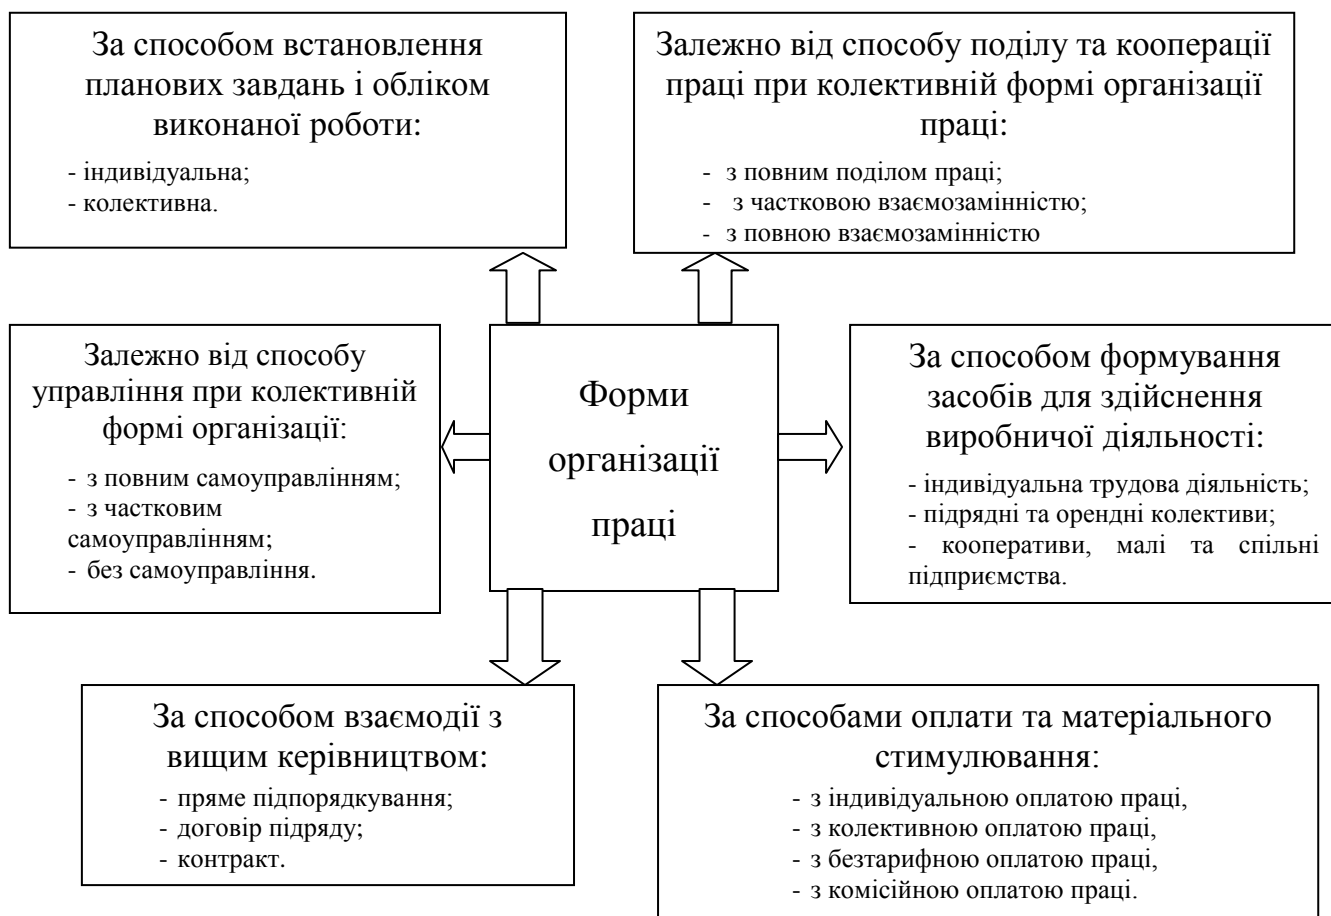 За способом встановлення
планових завдань і обліком
виконаної роботи:
- індивідуальна;
- колективна.
Залежно від способу поділу та кооперації
праці при колективній формі організації
праці:
- з повним поділом праці;
- з частковою взаємозамінністю;
- з повною взаємозамінністю
Залежно від способу
управління при колективній
формі організації:
- з повним самоуправлінням;
- з частковим
самоуправлінням;
- без самоуправління.
Форми
організації
праці
За способом формування
засобів для здійснення
виробничої діяльності:
- індивідуальна трудова діяльність;
- підрядні та орендні колективи;
- кооперативи, малі та спільні
підприємства.
За способом взаємодії з
вищим керівництвом:
- пряме підпорядкування;
- договір підряду;
- контракт.
За способами оплати та матеріального
стимулювання:
- з індивідуальною оплатою праці,
- з колективною оплатою праці,
- з безтарифною оплатою праці,
- з комісійною оплатою праці.